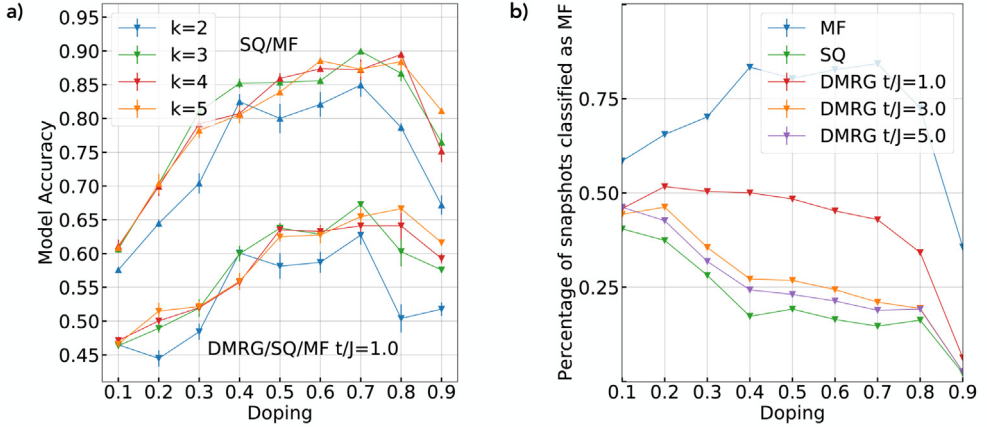 a)
Model Accuracy
0.95
0.90
0.85
0.80
0.75
0.70
0.65
0.60
0.55
0.50
0.45
k=2
k=3
k=4
k=5
SQ/MF
DMRG/SQ/MF t/J=1.0
0.1 0.2 0.3 0.4 0.5 0.6 0.7 0.8 0.9
Doping
b)
Percentage of snapshots classified as MF
0.75
0.50
0.25
MF
SQ
DMRG t/J=1.0
DMRG t/J=3.0
DMRG t/J=5.0
0.1 0.2 0.3 0.4 0.5 0.6 0.7 0.8 0.9
Doping